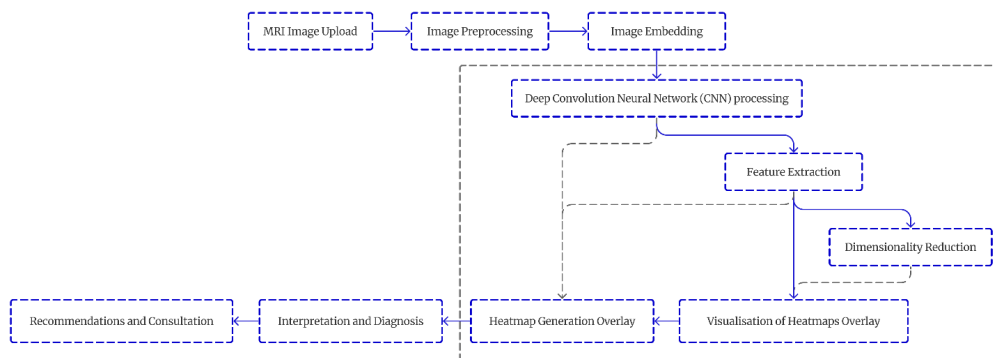 MRI Image Upload
Image Preprocessing
Image Embedding
Deep Convolution Neural Network (CNN) processing
Feature Extraction
Dimensionality Reduction
Recommendations and Consultation
Interpretation and Diagnosis
Heatmap Generation Overlay
Visualisation of Heatmaps Overlay